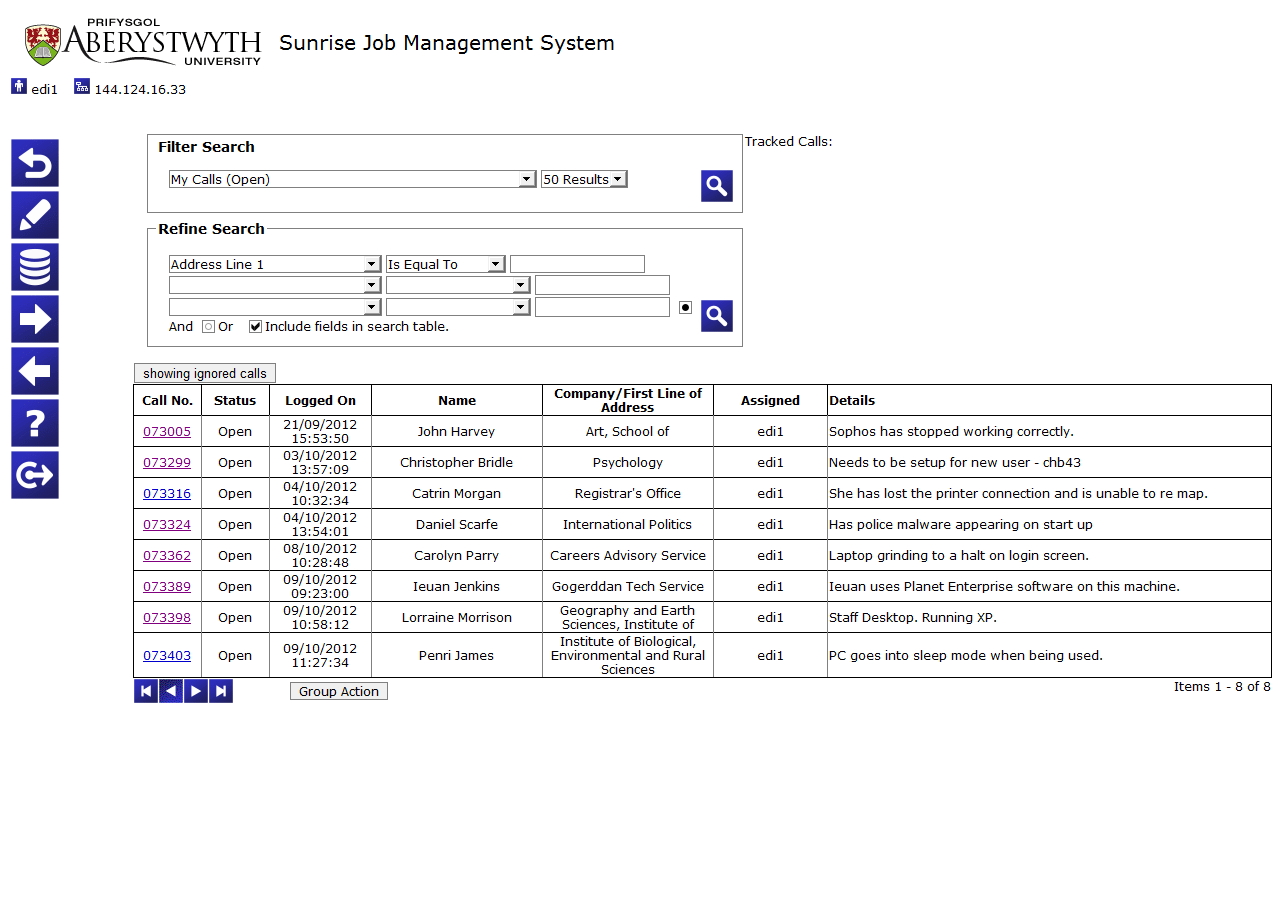 PRIFYSGOL
ABERYSTWYTH
UNIVERSITY
Sunrise Job Management System
edi1 144.124.16.33
Filter Search
Tracked Calls:
My Calls (Open) 50 Results
Refine Search
Address Line 1 Is Equal To
And Or Include fields in search table.
?
showing ignored calls
Call No. Status Logged On Name Company/First Line of Address Assigned Details
073005 Open 21/09/2012 15:53:50 John Harvey Art, School of edi1 Sophos has stopped working correctly.
073299 Open 03/10/2012 13:57:09 Christopher Bridle Psychology edi1 Needs to be setup for new user - chb43
073316 Open 04/10/2012 10:32:34 Catrin Morgan Registrar's Office edi1 She has lost the printer connection and is unable to re map.
073324 Open 04/10/2012 13:54:01 Daniel Scarfe International Politics edi1 Has police malware appearing on start up
073362 Open 08/10/2012 10:28:48 Carolyn Parry Careers Advisory Service edi1 Laptop grinding to a halt on login screen.
073389 Open 09/10/2012 09:23:00 Ieuan Jenkins Gogerddan Tech Service edi1 Ieuan uses Planet Enterprise software on this machine.
073398 Open 09/10/2012 10:58:12 Lorraine Morrison Geography and Earth Sciences, Institute of edi1 Staff Desktop. Running XP.
073403 Open 09/10/2012 11:27:34 Penri James Institute of Biological, Environmental and Rural Sciences edi1 PC goes into sleep mode when being used.
Group Action
Items 1 - 8 of 8